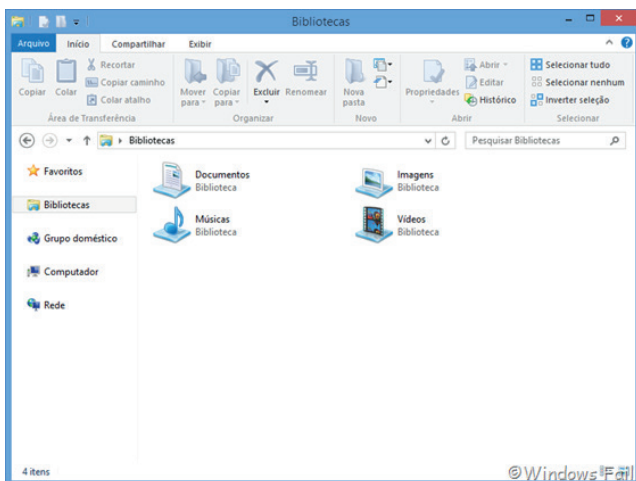 Bibliotecas
Arquivo Início Compartilhar Exibir
Copiar
Colar
Recortar
Copiar caminho
Colar atalho
Área de Transferência
Mover para
Copiar para
Excluir
Renomear
Organizar
Nova pasta
Novo
Propriedades
Abrir
Editar
Histórico
Abrir
Selecionar tudo
Selecionar nenhum
Inverter seleção
Selecionar
Bibliotecas
Pesquisar Bibliotecas
Favoritos
Bibliotecas
Grupo doméstico
Computador
Rede
Documentos
Biblioteca
Imagens
Biblioteca
Músicas
Biblioteca
Vídeos
Biblioteca
4 itens
©Windows Fall